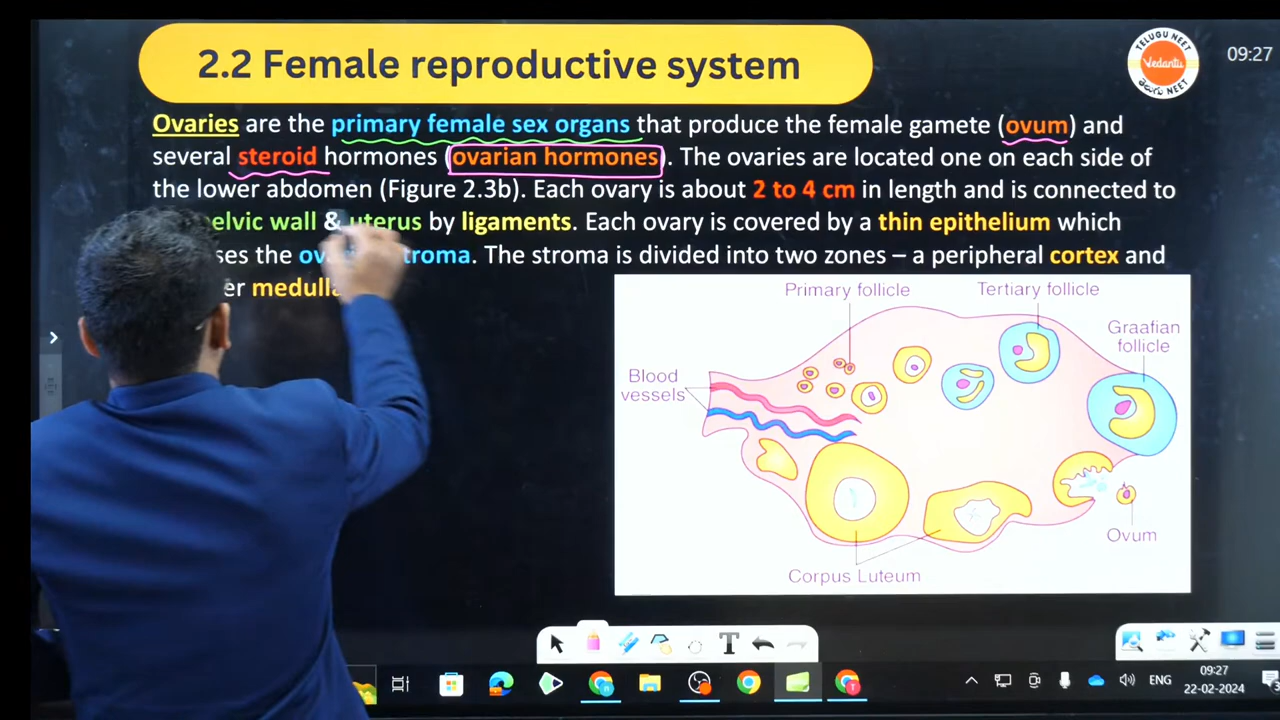 2.2 Female reproductive system
TELUGU NEET
Vedantu
తెలుగు NEET
09:27
Ovaries are the primary female sex organs that produce the female gamete (ovum) and
several steroid hormones (ovarian hormones). The ovaries are located one on each side of
the lower abdomen (Figure 2.3b). Each ovary is about 2 to 4 cm in length and is connected to
wall & uterus by ligaments. Each ovary is covered by a thin epithelium which
the. The stroma is divided into two zones – a peripheral cortex and
medulla
Primary follicle
Tertiary follicle
Graafian
follicle
Blood
vessels
Ovum
Corpus Luteum
T
ENG
09:27
22-02-2024